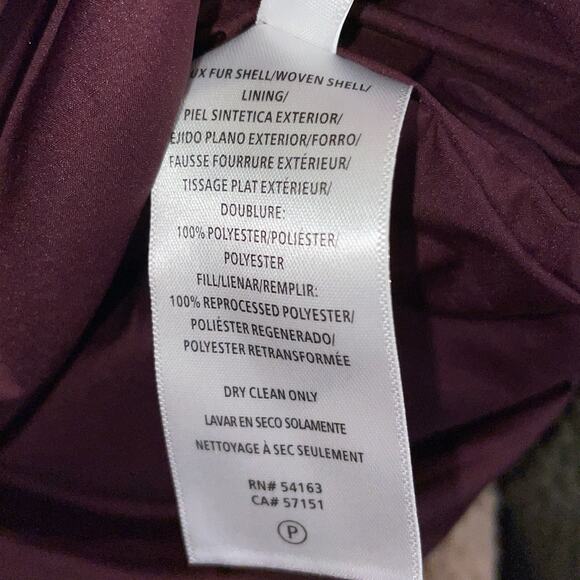 UX FUR SHELL/WOVEN SHELL/
LINING/
PIEL SINTETICA EXTERIOR/
EJIDO PLANO EXTERIOR/FORRO/
FAUSSE FOURRURE EXTÉRIEUR/
TISSAGE PLAT EXTÉRIEUR/
DOUBLURE:
100% POLYESTER/POLIÉSTER/
POLYESTER
FILL/LIENAR/REMPLIR:
100% REPROCESSED POLYESTER/
POLIÉSTER REGENERADO/
POLYESTER RETRANSFORMÉE
DRY CLEAN ONLY
LAVAR EN SECO SOLAMENTE
NETTOYAGE À SEC SEULEMENT
RN# 54163
CA# 57151
P